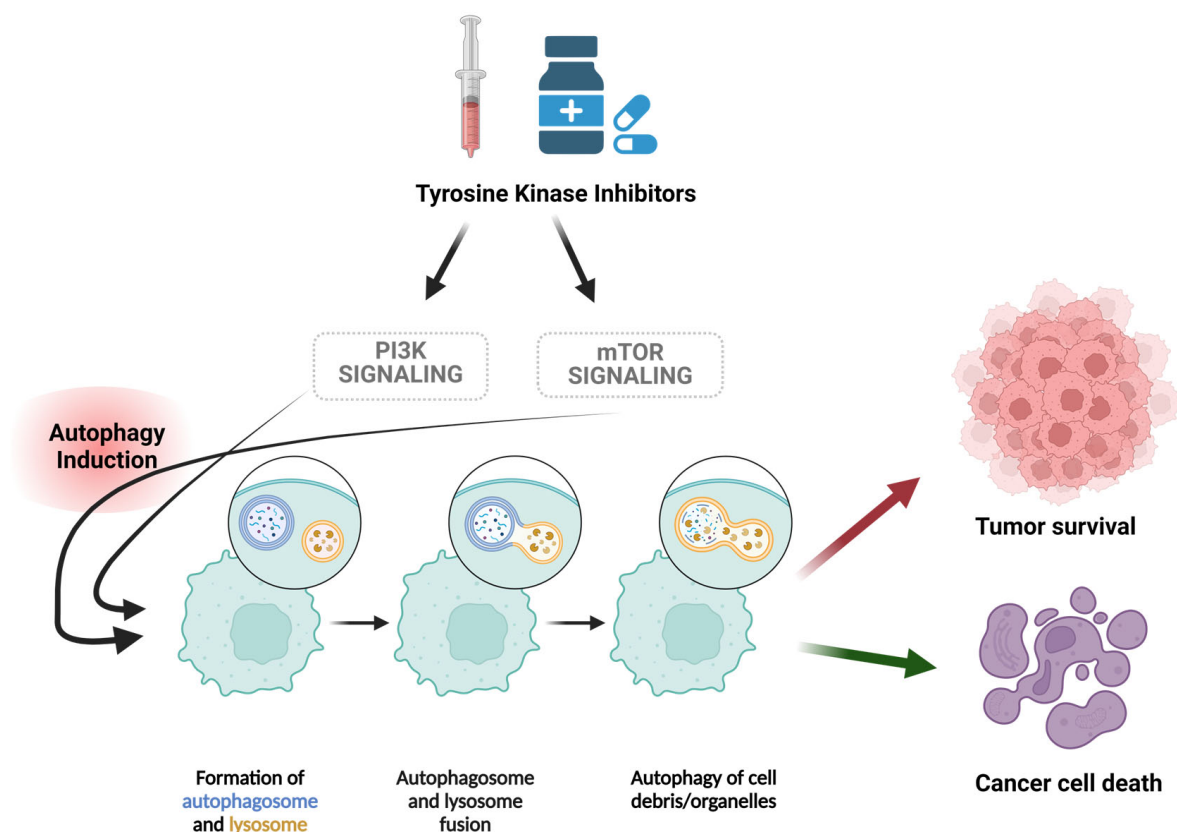 Tyrosine Kinase Inhibitors
PI3K
SIGNALING
mTOR
SIGNALING
Autophagy
Induction
Tumor survival
Formation of
autophagosome
and lysosome
Autophagosome
and lysosome
fusion
Autophagy of cell
debris/organelles
Cancer cell death